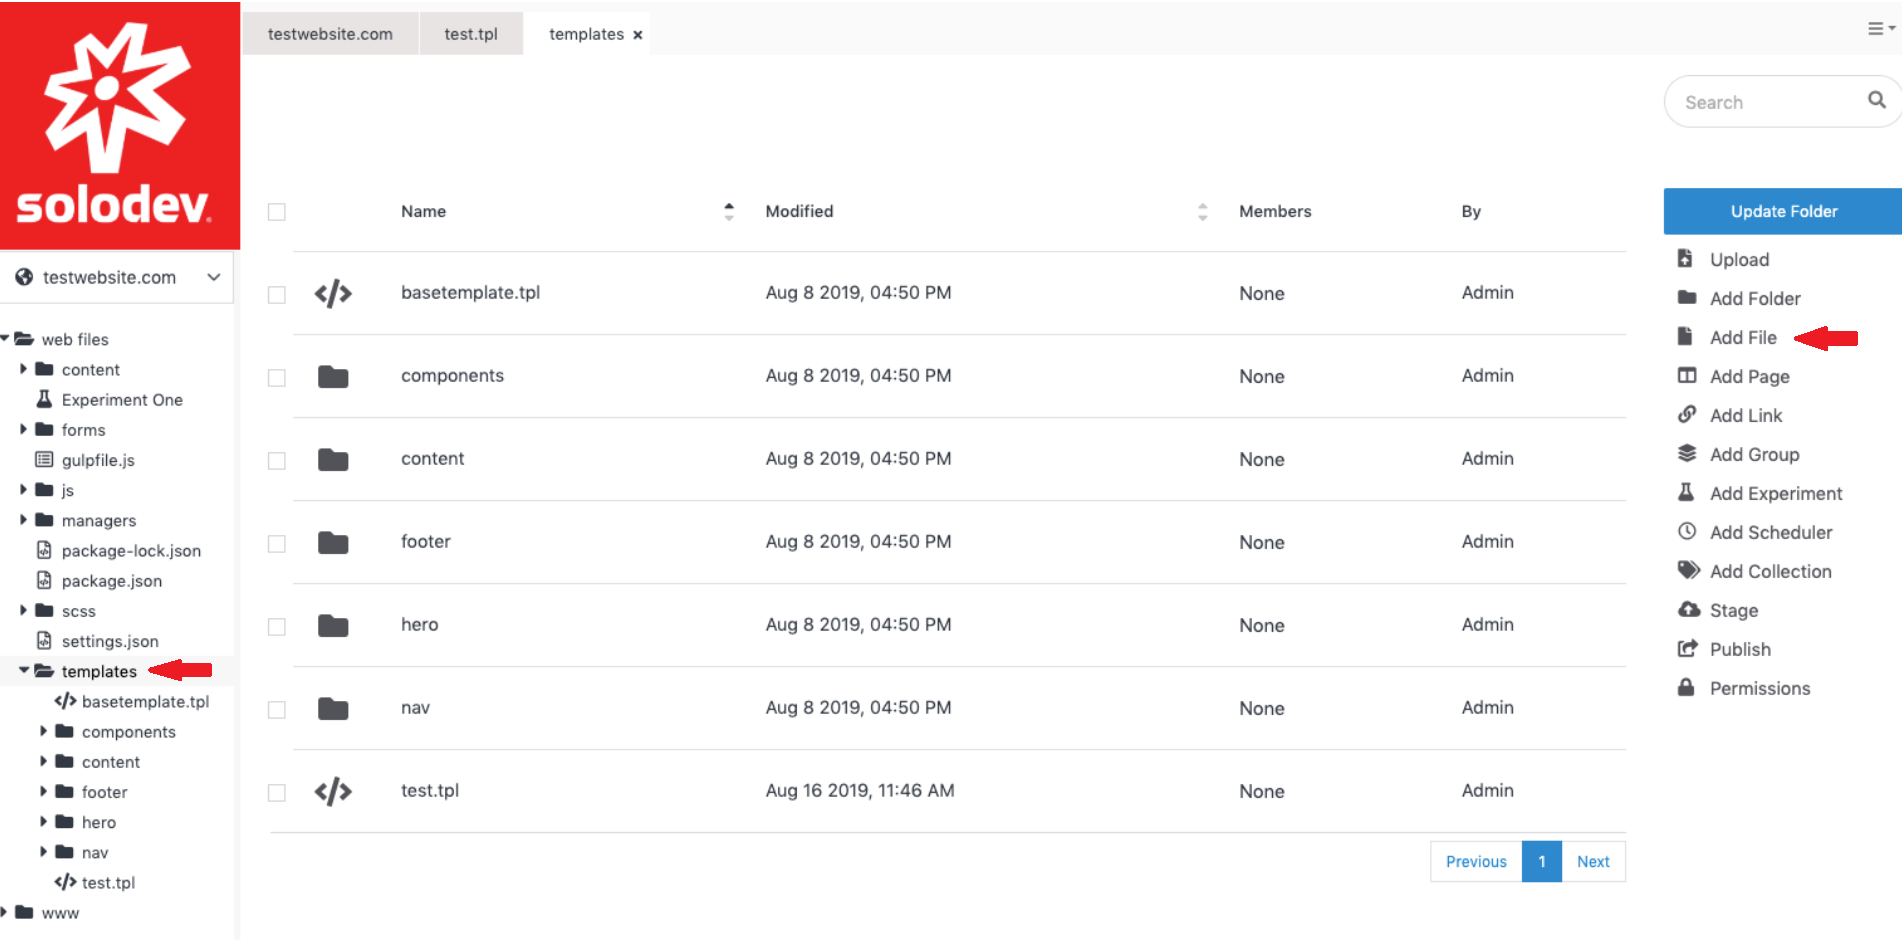 testwebsite.com test.tpl templates ×
Search
solodev
testwebsite.com
web files
content
Experiment One
forms
gulpfile.js
js
managers
package-lock.json
package.json
scss
settings.json
templates
basetemplate.tpl
components
content
footer
hero
nav
test.tpl
www
Name Modified Members By
basetemplate.tpl Aug 8 2019, 04:50 PM None Admin
components Aug 8 2019, 04:50 PM None Admin
content Aug 8 2019, 04:50 PM None Admin
footer Aug 8 2019, 04:50 PM None Admin
hero Aug 8 2019, 04:50 PM None Admin
nav Aug 8 2019, 04:50 PM None Admin
test.tpl Aug 16 2019, 11:46 AM None Admin
Previous 1 Next
Update Folder
Upload
Add Folder
Add File
Add Page
Add Link
Add Group
Add Experiment
Add Scheduler
Add Collection
Stage
Publish
Permissions